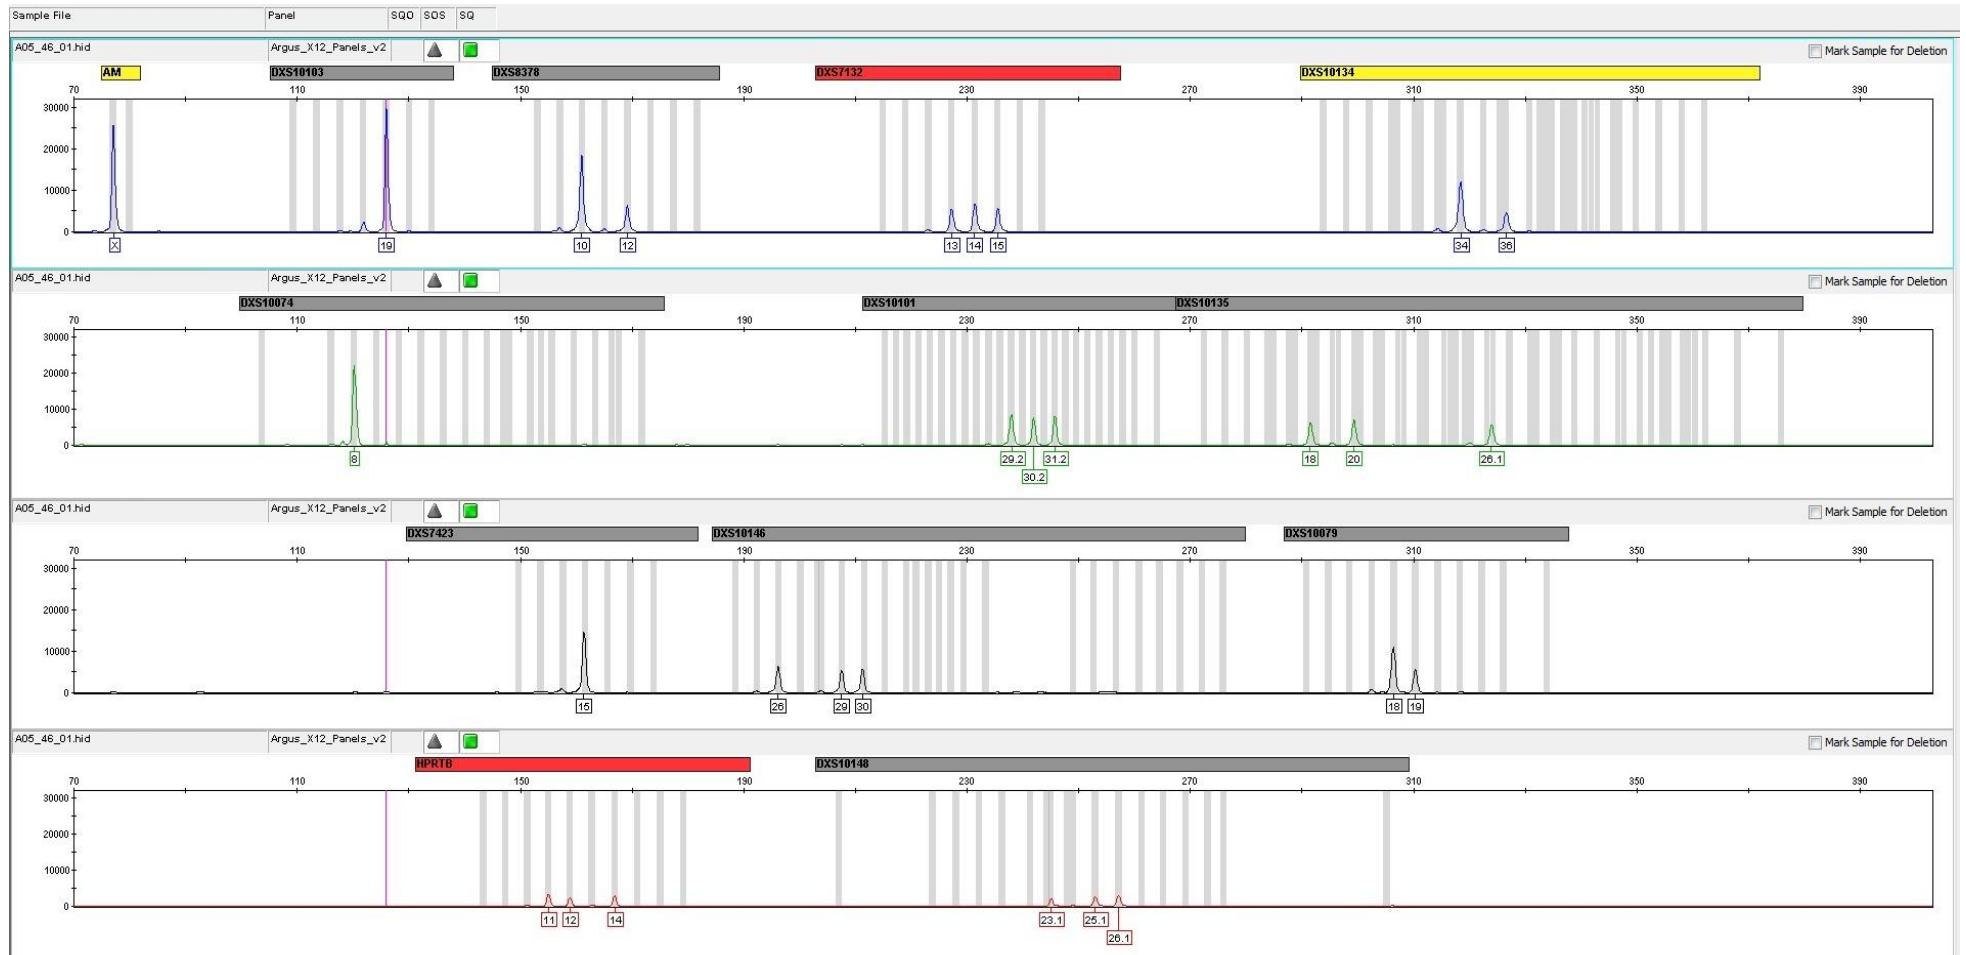 Sample File Panel SQO SOS SQ
A05_46_01.hid Argus_X12_Panels_v2 Mark Sample for Deletion
AM DXS10103 DXS8378 DXS7132 DXS10134
70 110 150 190 230 270 310 350 390
30000
20000
10000
0
X 19 10 12 13 14 15 34 36
A05_46_01.hid Argus_X12_Panels_v2 Mark Sample for Deletion
DXS10074 DXS10101 DXS10135
70 110 150 190 230 270 310 350 390
30000
20000
10000
0
8 29.2 31.2 18 20 26.1
30.2
A05_46_01.hid Argus_X12_Panels_v2 Mark Sample for Deletion
DXS7423 DXS10146 DXS10079
70 110 150 190 230 270 310 350 390
30000
20000
10000
0
15 26 29 30 18 19
A05_46_01.hid Argus_X12_Panels_v2 Mark Sample for Deletion
HPRTB DXS10148
70 110 150 190 230 270 310 350 390
30000
20000
10000
0
11 12 14 23.1 25.1
26.1